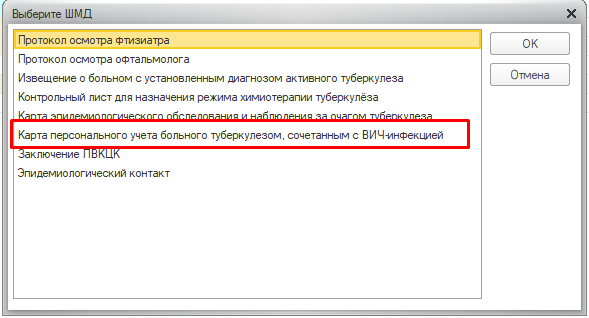 Выберите ШМД
Протокол осмотра фтизиатра
OK
Протокол осмотра офтальмолога
Отмена
Извещение о больном с установленным диагнозом активного туберкулеза
Контрольный лист для назначения режима химиотерапии туберкулёза
Карта эпидемиологического обследования и наблюдения за очагом туберкулеза
Карта персонального учета больного туберкулезом, сочетанным с ВИЧ-инфекцией
Заключение ПВКЦК
Эпидемиологический контакт